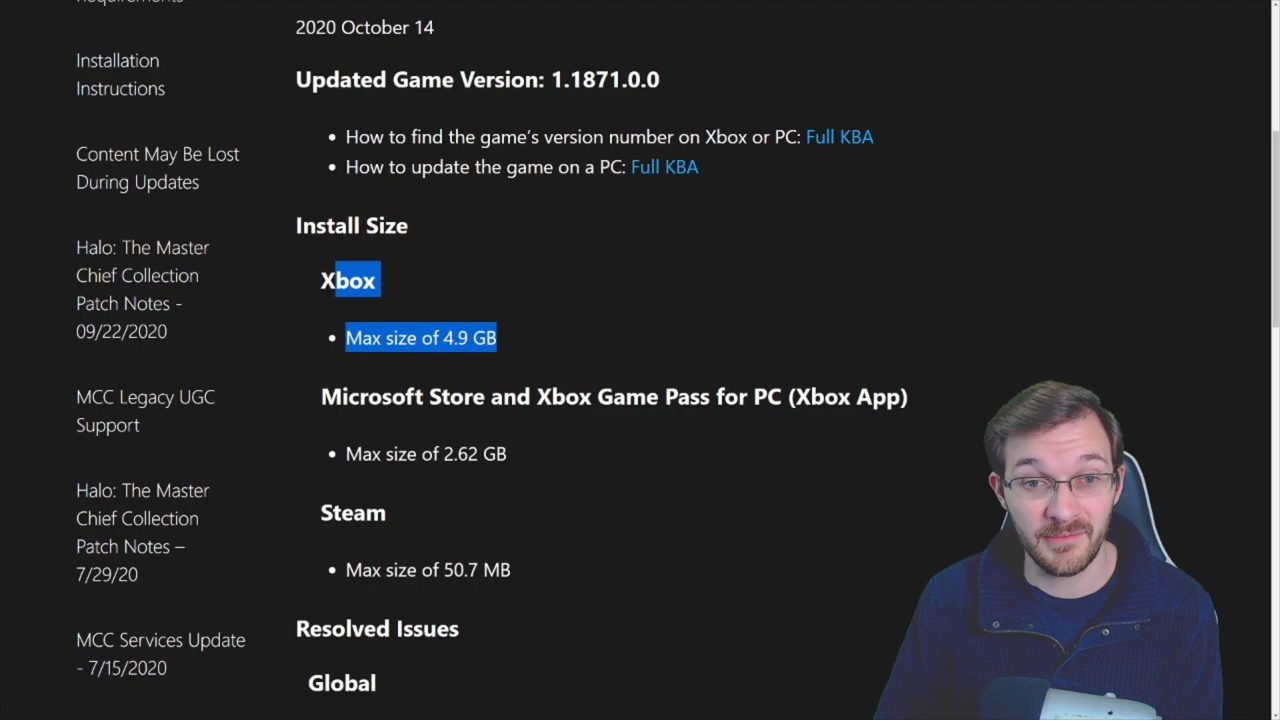 Installation
Instructions
Content May Be Lost
During Updates
Halo: The Master
Chief Collection
Patch Notes -
09/22/2020
MCC Legacy UGC
Support
Halo: The Master
Chief Collection
Patch Notes –
7/29/20
MCC Services Update
- 7/15/2020
2020 October 14
Updated Game Version: 1.1871.0.0
• How to find the game’s version number on Xbox or PC: Full KBA
• How to update the game on a PC: Full KBA
Install Size
Xbox
• Max size of 4.9 GB
Microsoft Store and Xbox Game Pass for PC (Xbox App)
• Max size of 2.62 GB
Steam
• Max size of 50.7 MB
Resolved Issues
Global